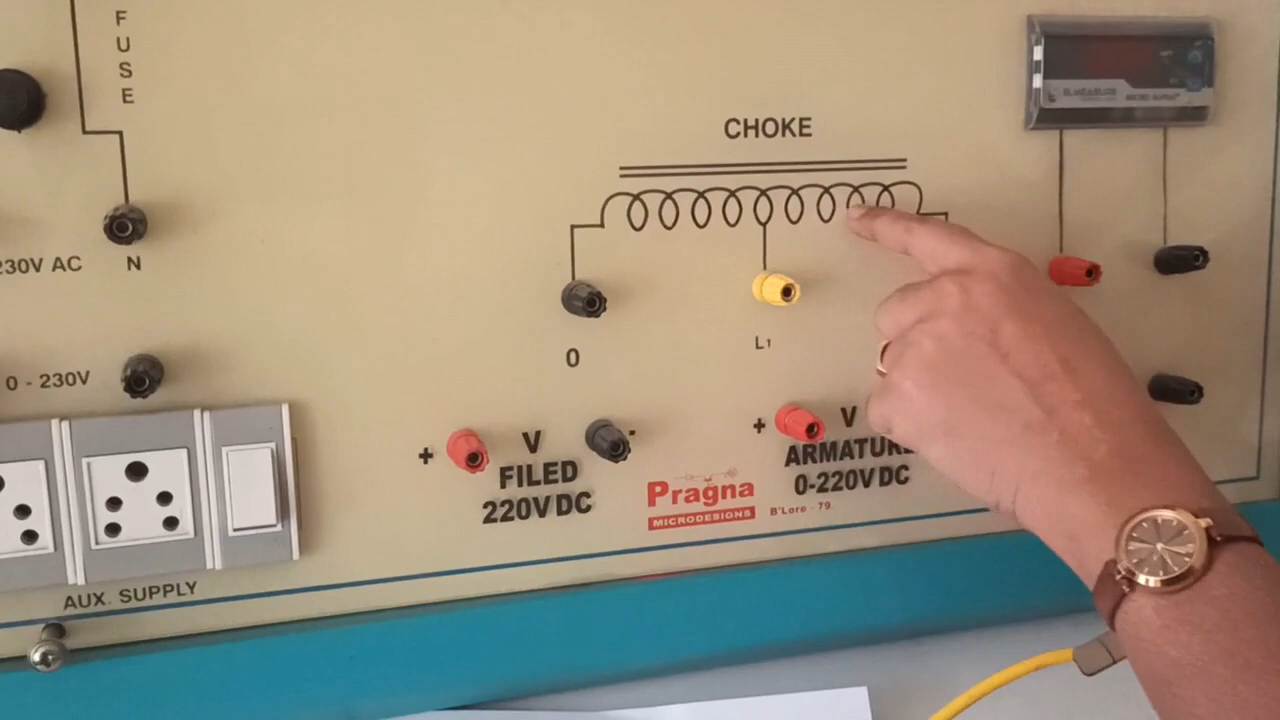 F
U
S
E
CHOKE
230V AC
N
0
L1
0 - 230V
+
V
-
FILED
220V DC
+
V
ARMATURE
0-220V DC
Pragna
MICRODESIGNS
B'Lore - 79.
AUX. SUPPLY